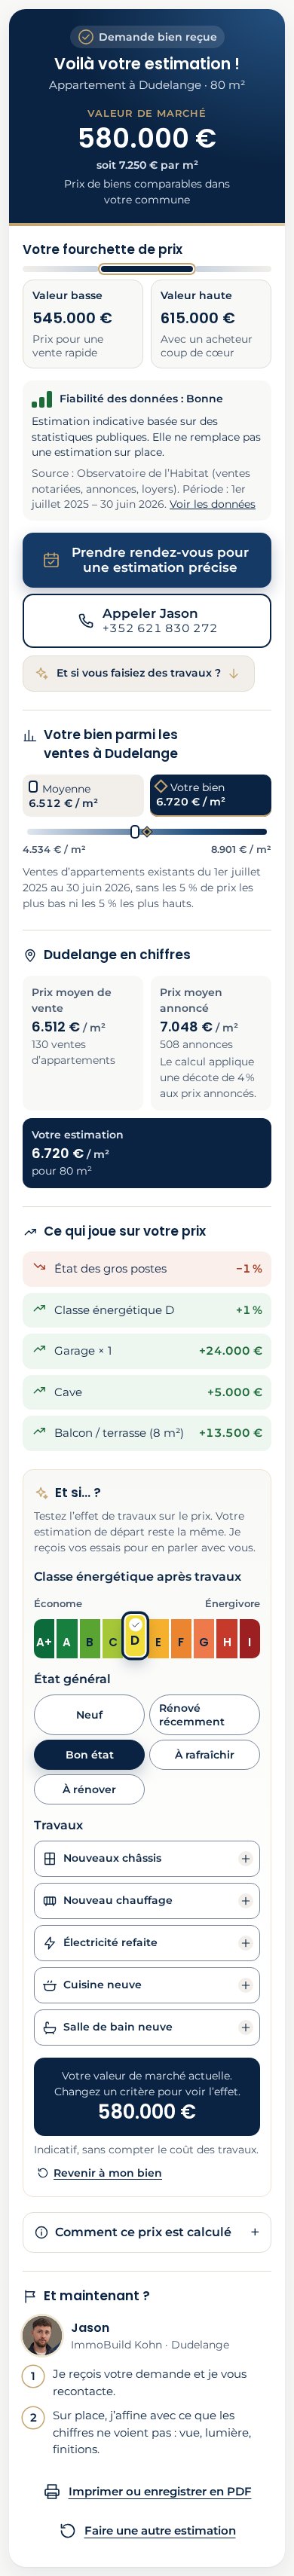 Demande bien reçue
Voilà votre estimation !
Appartement à Dudelange · 80 m²
VALEUR DE MARCHÉ
580.000 €
soit 7.250 € par m²
Prix de biens comparables dans
votre commune
Votre fourchette de prix
Valeur basse
545.000 €
Prix pour une
vente rapide
Valeur haute
615.000 €
Avec un acheteur
coup de cœur
Fiabilité des données : Bonne
Estimation indicative basée sur des
statistiques publiques. Elle ne remplace pas
une estimation sur place.
Source : Observatoire de l’Habitat (ventes
notariées, annonces, loyers). Période : 1er
juillet 2025 – 30 juin 2026. Voir les données
Prendre rendez-vous pour
une estimation précise
Appeler Jason
+352 621 830 272
Et si vous faisiez des travaux ?
Votre bien parmi les
ventes à Dudelange
Moyenne
6.512 € / m²
Votre bien
6.720 € / m²
4.534 € / m²
8.901 € / m²
Ventes d’appartements existants du 1er juillet
2025 au 30 juin 2026, sans les 5 % de prix les
plus bas ni les 5 % les plus hauts.
Dudelange en chiffres
Prix moyen de
vente
6.512 € / m²
130 ventes
d’appartements
Prix moyen
annoncé
7.048 € / m²
508 annonces
Le calcul applique
une décote de 4 %
aux prix annoncés.
Votre estimation
6.720 € / m²
pour 80 m²
Ce qui joue sur votre prix
État des gros postes −1 %
Classe énergétique D +1 %
Garage × 1 +24.000 €
Cave +5.000 €
Balcon / terrasse (8 m²) +13.500 €
Et si... ?
Testez l’effet de travaux sur le prix. Votre
estimation de départ reste la même. Je
reçois vos essais pour en parler avec vous.
Classe énergétique après travaux
Économe Énergivore
A+ A B C D E F G H I
État général
Neuf
Rénové
récemment
Bon état
À rafraîchir
À rénover
Travaux
Nouveaux châssis +
Nouveau chauffage +
Électricité refaite +
Cuisine neuve +
Salle de bain neuve +
Votre valeur de marché actuelle.
Changez un critère pour voir l’effet.
580.000 €
Indicatif, sans compter le coût des travaux.
Revenir à mon bien
Comment ce prix est calculé +
Et maintenant ?
Jason
ImmoBuild Kohn · Dudelange
1 Je reçois votre demande et je vous
recontacte.
2 Sur place, j’affine avec ce que les
chiffres ne voient pas : vue, lumière,
finitions.
Imprimer ou enregistrer en PDF
Faire une autre estimation